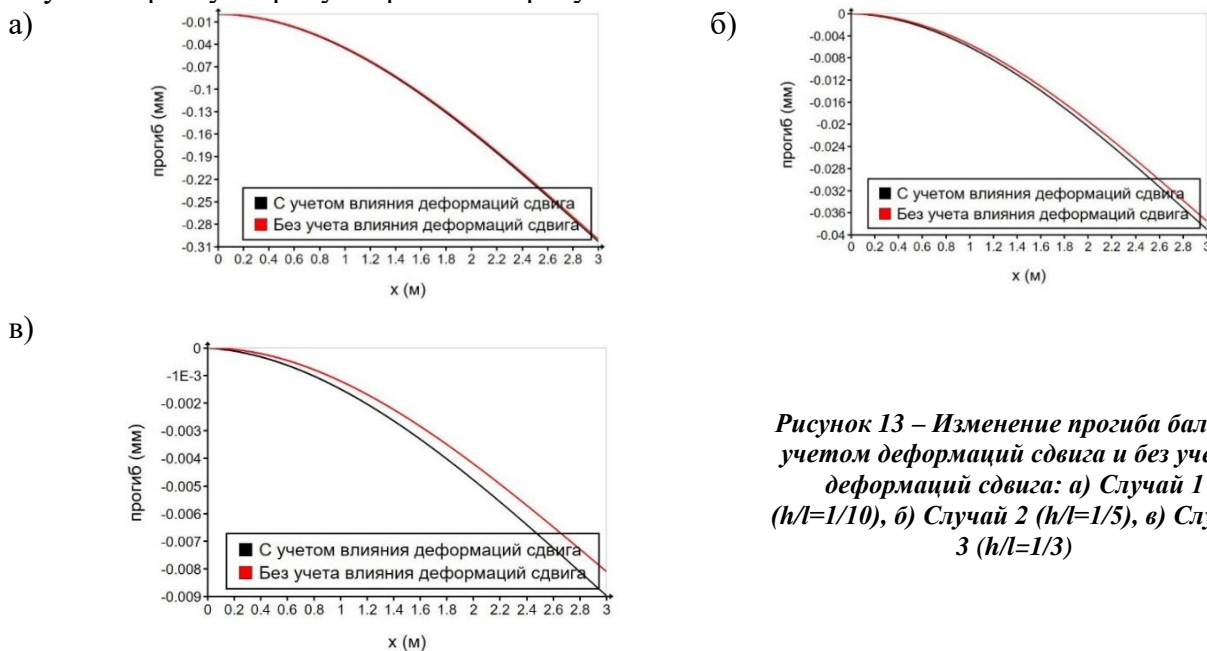 а)
-0.01
-0.04
-0.07
-0.1
-0.13
-0.16
-0.19
-0.22
-0.25
-0.28
-0.31
прогиб (мм)
С учетом влияния деформаций сдвига
Без учета влияния деформаций сдвига
0 0.2 0.4 0.6 0.8 1 1.2 1.4 1.6 1.8 2 2.2 2.4 2.6 2.8 3
x (м)
б)
0
-0.004
-0.008
-0.012
-0.016
-0.02
-0.024
-0.028
-0.032
-0.036
-0.04
прогиб (мм)
С учетом влияния деформаций сдвига
Без учета влияния деформаций сдвига
0 0.2 0.4 0.6 0.8 1 1.2 1.4 1.6 1.8 2 2.2 2.4 2.6 2.8 3
x (м)
в)
0
-1E-3
-0.002
-0.003
-0.004
-0.005
-0.006
-0.007
-0.008
-0.009
прогиб (мм)
С учетом влияния деформаций сдвига
Без учета влияния деформаций сдвига
0 0.2 0.4 0.6 0.8 1 1.2 1.4 1.6 1.8 2 2.2 2.4 2.6 2.8 3
x (м)
Рисунок 13 – Изменение прогиба бал
учетом деформаций сдвига и без уче
деформаций сдвига: а) Случай 1
(h/l=1/10), б) Случай 2 (h/l=1/5), в) Слу
3 (h/l=1/3)